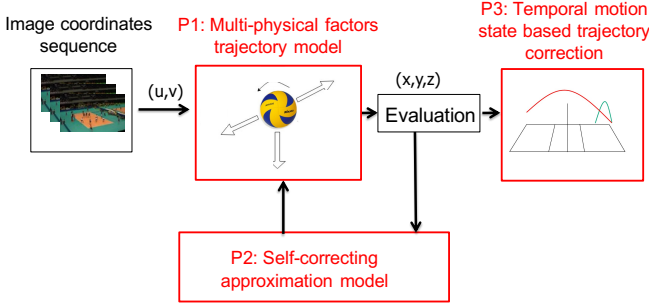 Image coordinates
sequence
(u,v)
P1: Multi-physical factors
trajectory model
(x,y,z)
Evaluation
P3: Temporal motion
state based trajectory
correction
P2: Self-correcting
approximation model